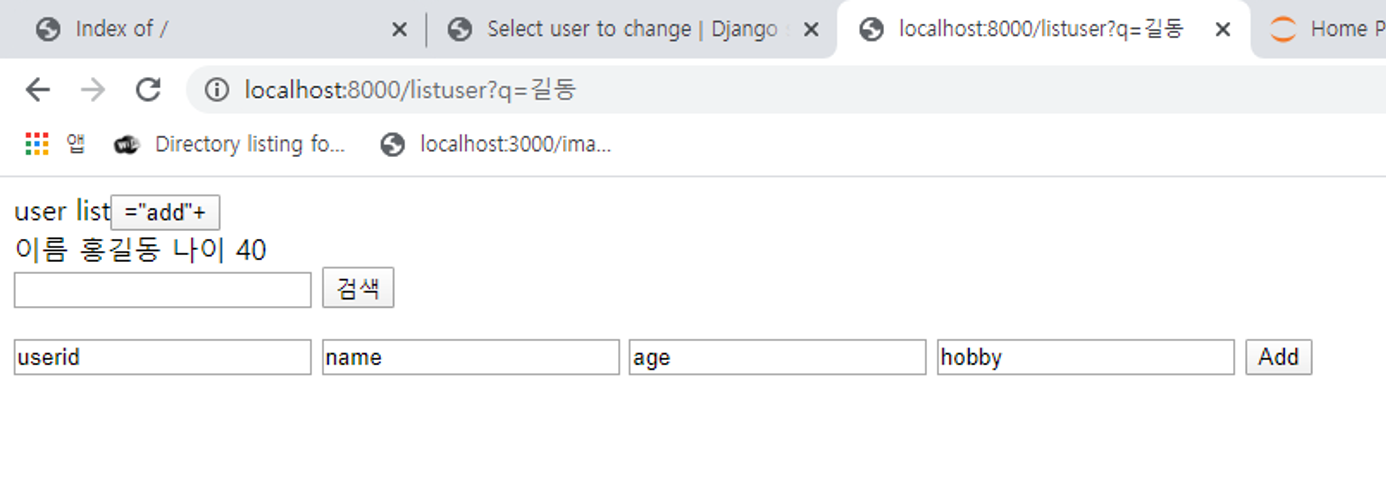 Index of /
Select user to change | Django s
localhost:8000/listuser?q=길동
Home P
localhost:8000/listuser?q=길동
앱
Directory listing fo...
localhost:3000/ima...
user list ="add"+
이름 홍길동 나이 40
검색
userid name age hobby Add